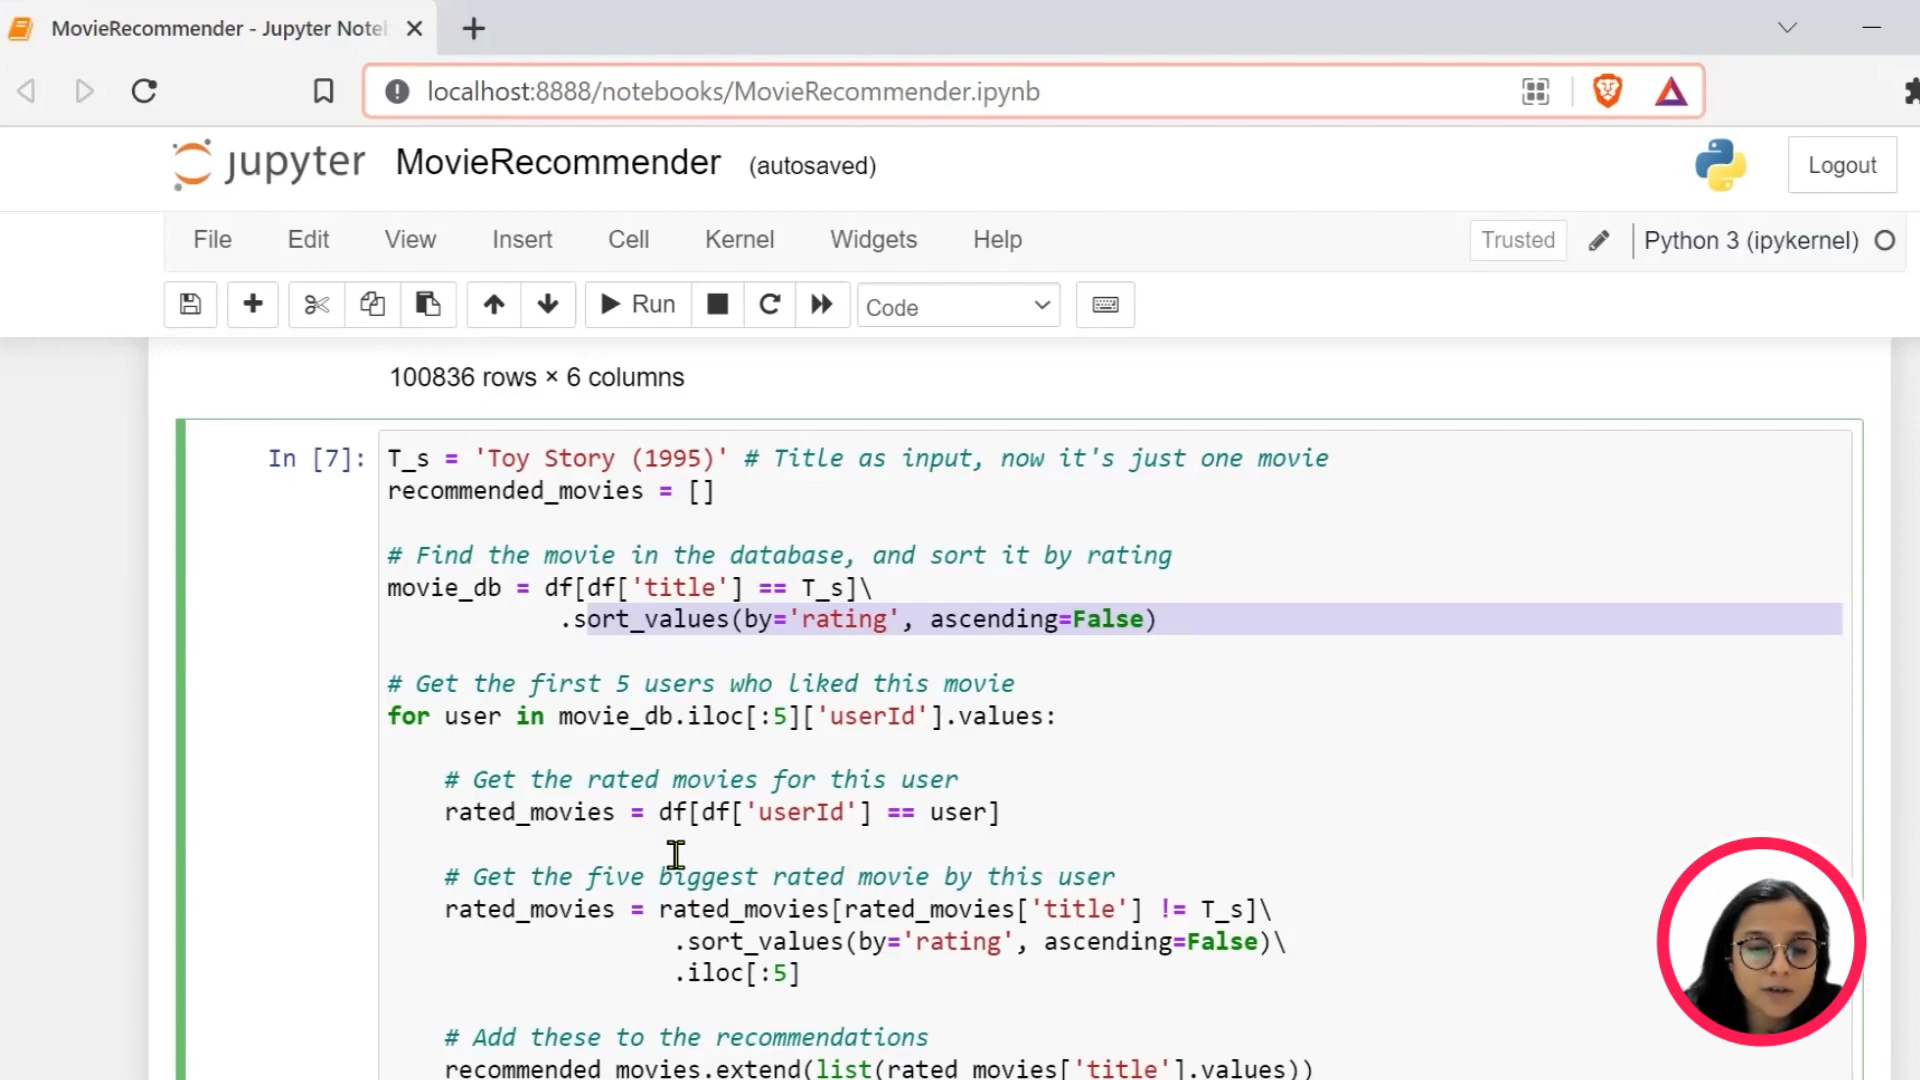 MovieRecommender - Jupyter Note
localhost:8888/notebooks/MovieRecommender.ipynb
jupyter MovieRecommender (autosaved)
Logout
File Edit View Insert Cell Kernel Widgets Help
Trusted
Python 3 (ipykernel)
Run
Code
100836 rows × 6 columns
In [7]:
T_s = 'Toy Story (1995)' # Title as input, now it's just one movie
recommended_movies = []
# Find the movie in the database, and sort it by rating
movie_db = df[df['title'] == T_s]\
.sort_values(by='rating', ascending=False)
# Get the first 5 users who liked this movie
for user in movie_db.iloc[:5]['userId'].values:
# Get the rated movies for this user
rated_movies = df[df['userId'] == user]
# Get the five biggest rated movie by this user
rated_movies = rated_movies[rated_movies['title'] != T_s]\
.sort_values(by='rating', ascending=False)\
.iloc[:5]
# Add these to the recommendations
recommended_movies.extend(list(rated_movies['title'].values))